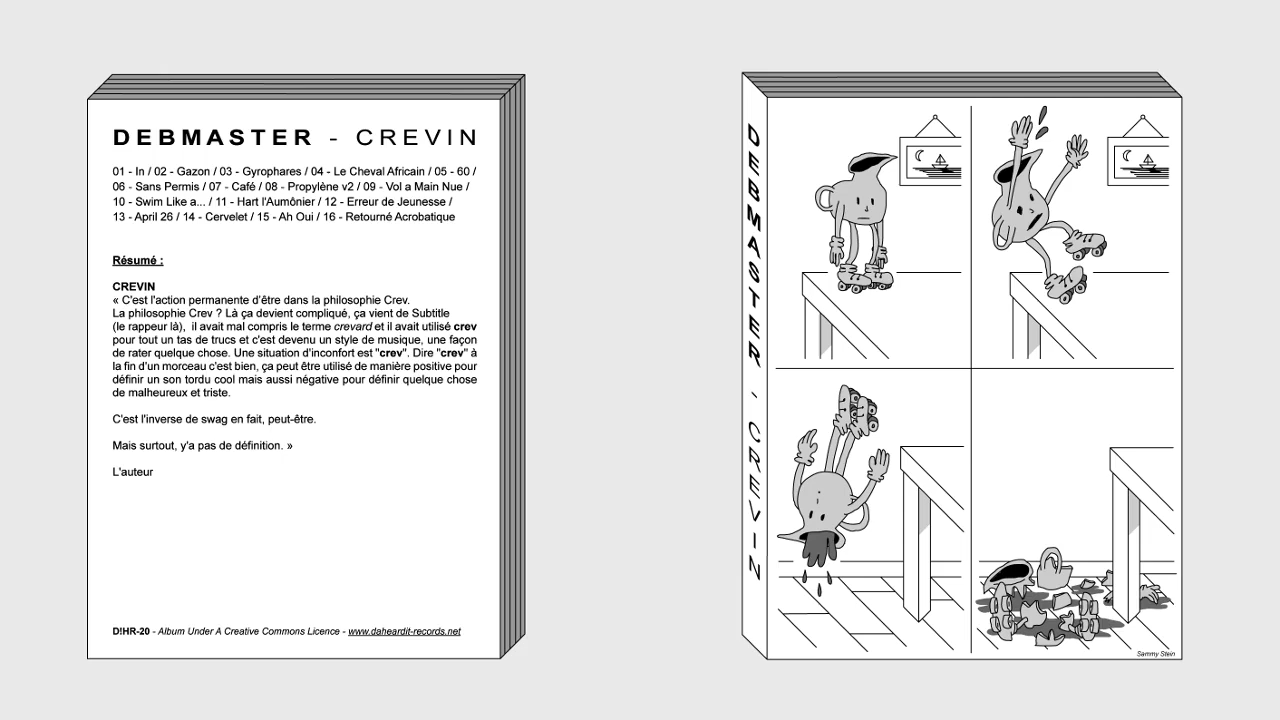 DEBMASTER - CREVIN
01 - In / 02 - Gazon / 03 - Gyrophares / 04 - Le Cheval Africain / 05 - 60 /
06 - Sans Permis / 07 - Café / 08 - Propylène v2 / 09 - Vol a Main Nue /
10 - Swim Like a... / 11 - Hart l'Aumônier / 12 - Erreur de Jeunesse /
13 - April 26 / 14 - Cervelet / 15 - Ah Oui / 16 - Retourné Acrobatique
Résumé :
CREVIN
« C'est l'action permanente d'être dans la philosophie Crev.
La philosophie Crev ? Là ça devient compliqué, ça vient de Subtitle
(le rappeur là), il avait mal compris le terme crevard et il avait utilisé crev
pour tout un tas de trucs et c'est devenu un style de musique, une façon
de rater quelque chose. Une situation d'inconfort est "crev". Dire "crev" à
la fin d'un morceau c'est bien, ça peut être utilisé de manière positive pour
définir un son tordu cool mais aussi négative pour définir quelque chose
de malheureux et triste.
C'est l'inverse de swag en fait, peut-être.
Mais surtout, y'a pas de définition. »
L'auteur
D!HR-20 - Album Under A Creative Commons Licence - www.daheardit-records.net
DEBMASTER - CREVIN
Sammy Stein